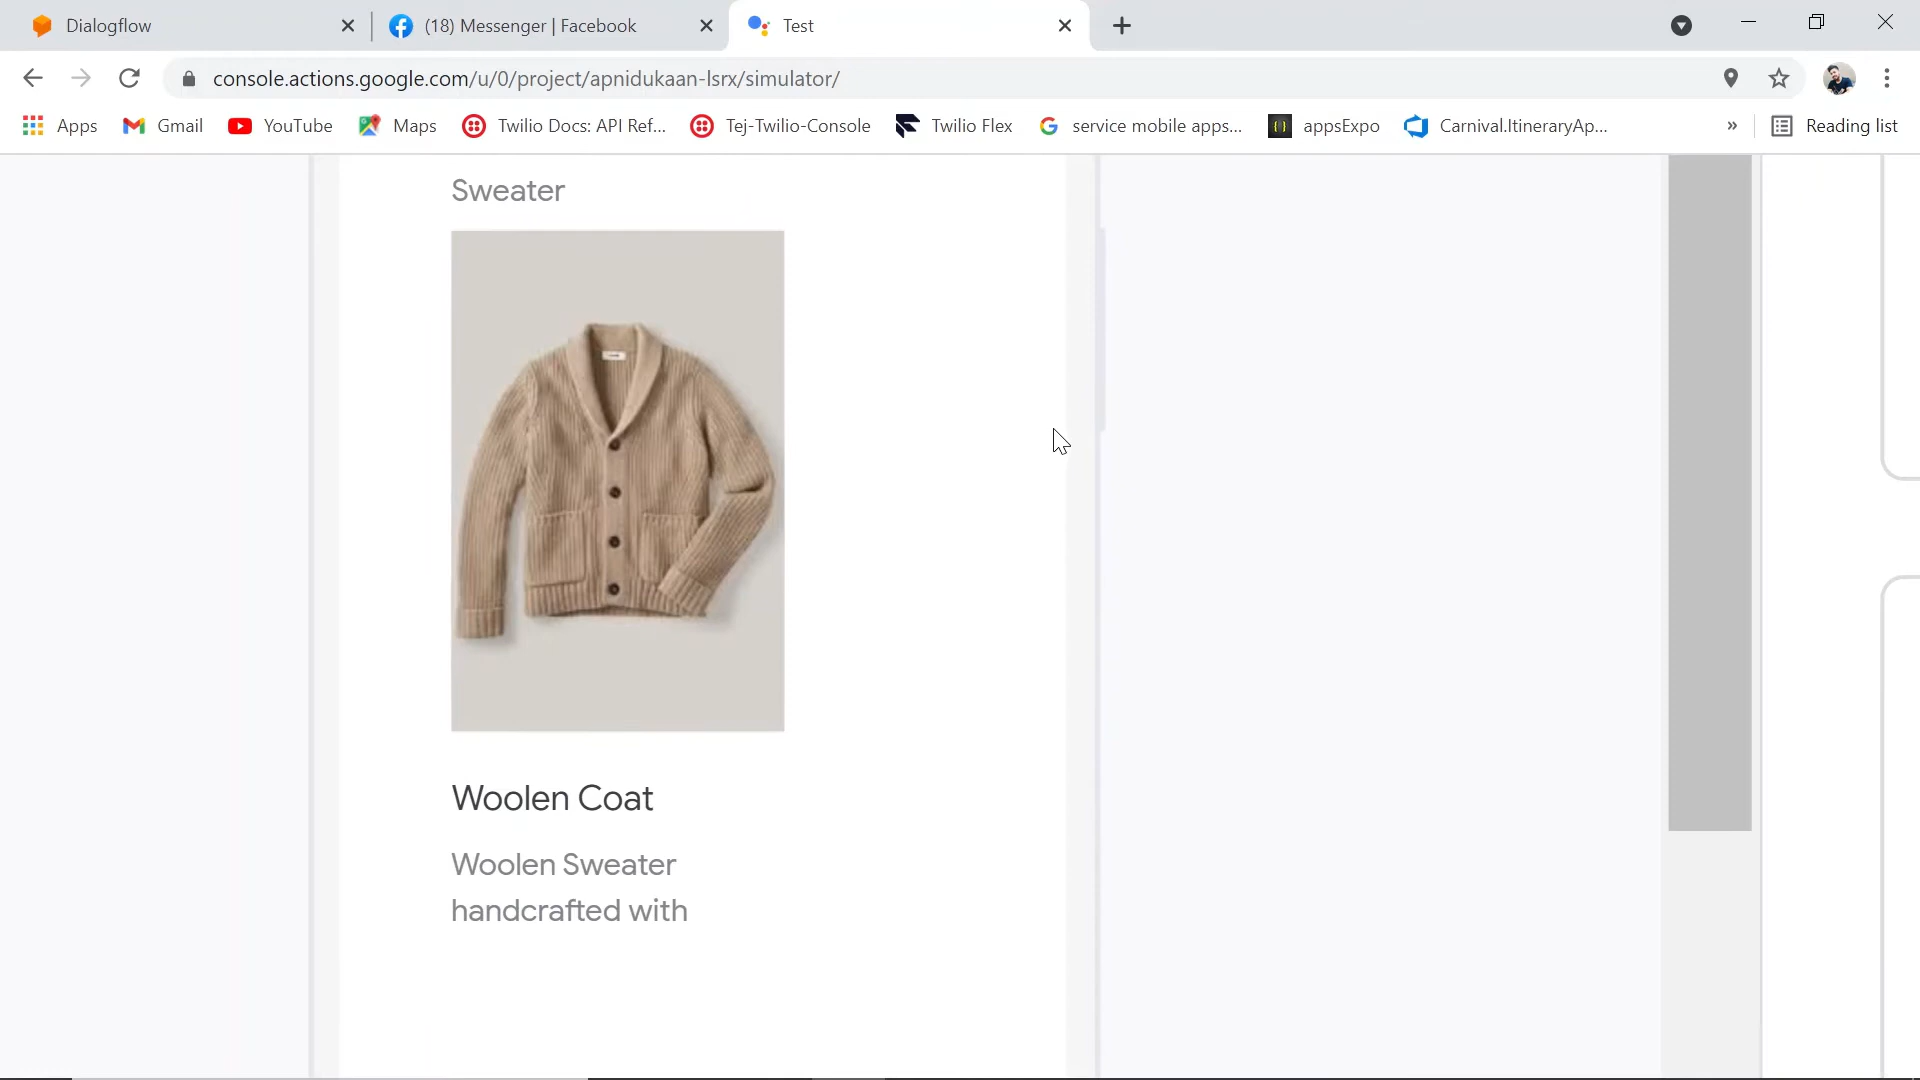 Dialogflow
(18) Messenger | Facebook
Test
console.actions.google.com/u/0/project/apnidukaan-lsrx/simulator/
Apps
Gmail
YouTube
Maps
Twilio Docs: API Ref...
Tej-Twilio-Console
Twilio Flex
service mobile apps...
appsExpo
Carnival.ItineraryAp...
»
Reading list
Sweater
Woolen Coat
Woolen Sweater
handcrafted with